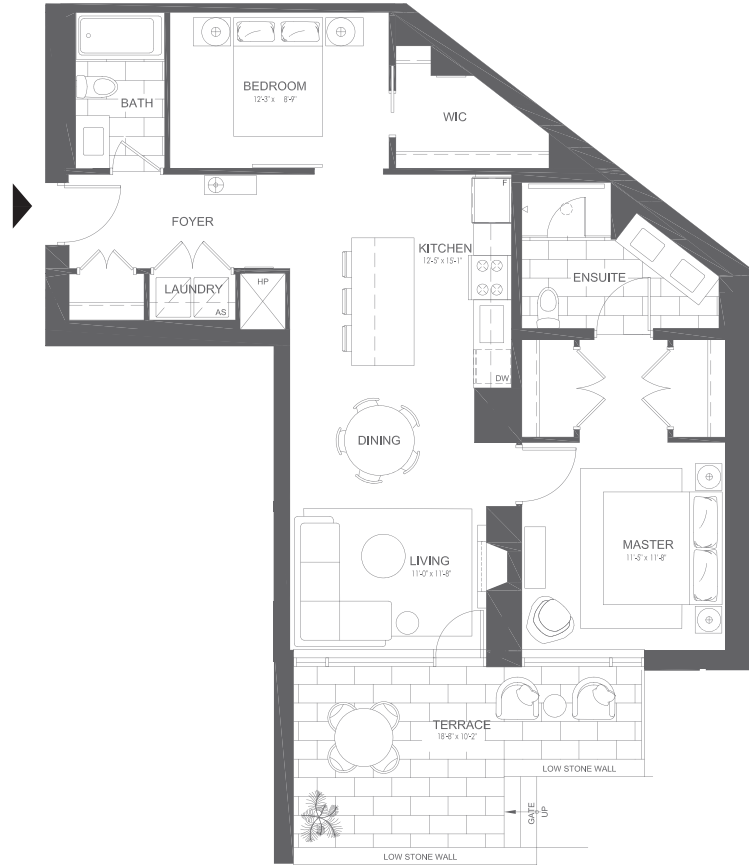 BEDROOM
12'-3" x 8'-9"
BATH
WIC
FOYER
F
KITCHEN
12'-5" x 15'-1"
ENSUITE
LAUNDRY
AS
HP
DW
DINING
LIVING
11'-0" x 11'-8"
MASTER
11'-5" x 11'-8"
TERRACE
18'-8" x 10'-2"
LOW STONE WALL
GATE
UP
LOW STONE WALL